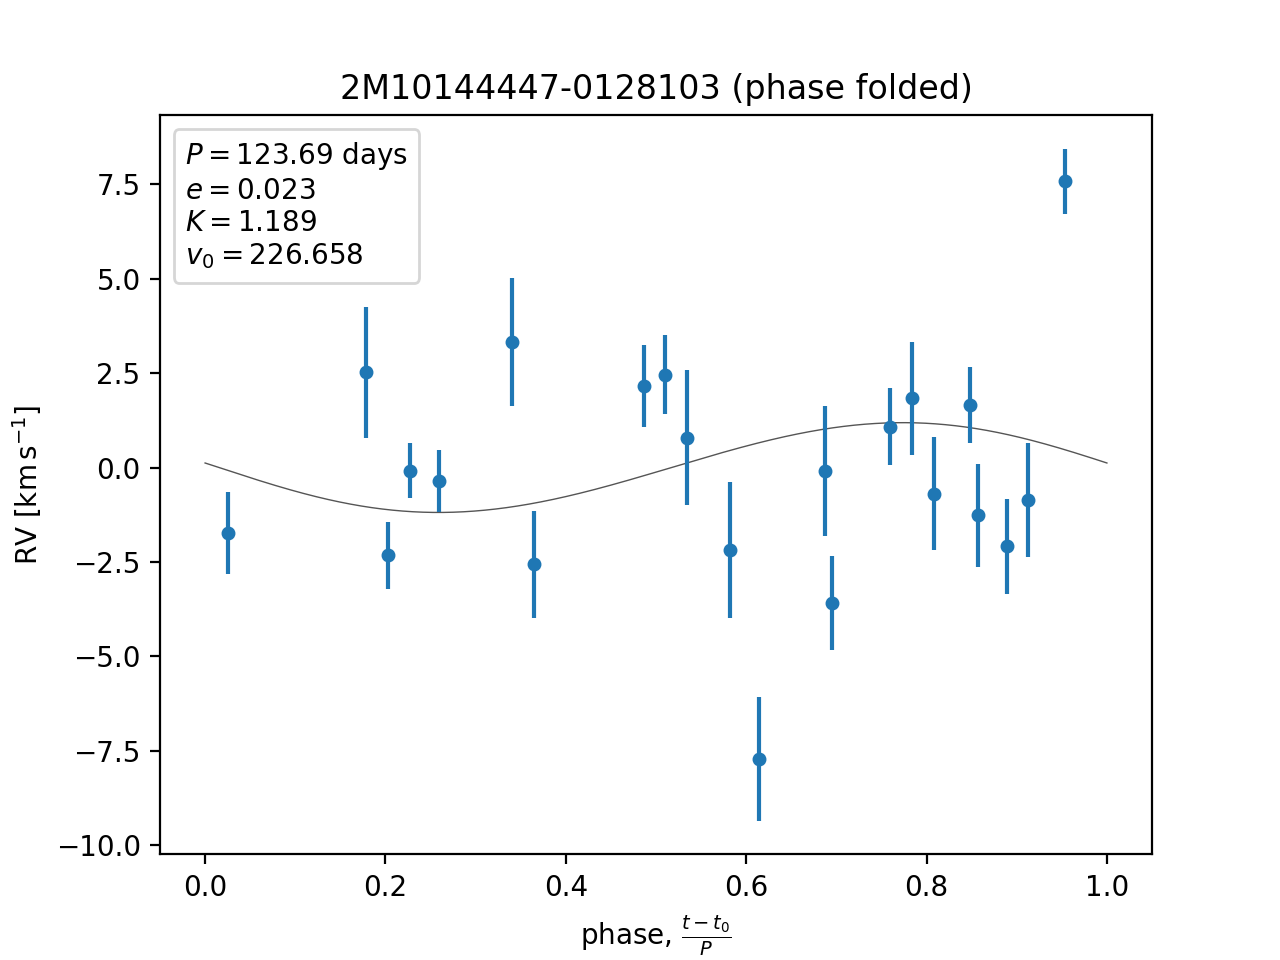 2M10144447-0128103 (phase folded)
P = 123.69 days
e = 0.023
K = 1.189
v₀ = 226.658
7.5
5.0
2.5
0.0
−2.5
−5.0
−7.5
−10.0
RV [km s⁻¹]
0.0 0.2 0.4 0.6 0.8 1.0
phase, (t − t₀)/P